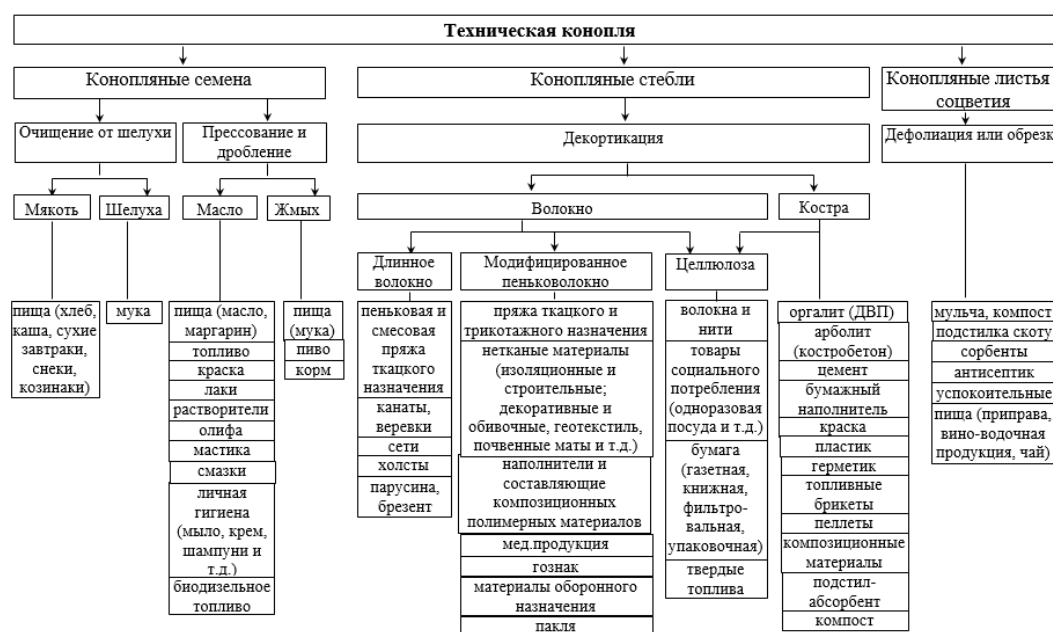 Техническая конопля
Конопляные семена
Конопляные стебли
Конопляные листья
соцветия
Очищение от шелухи
Прессование и
дробление
Декортикация
Дефолиация или обрезк
Мякоть
Шелуха
Масло
Жмых
Волокно
Костра
Длинное
волокно
Модифицированное
пеньковолокно
Целлюлоза
пища (хлеб,
каша, сухие
завтраки,
снеки,
козинаки)
мука
пища (масло,
маргарин)
топливо
краска
лаки
растворители
олифа
мастика
смазки
личная
гигиена
(мыло, крем,
шампуни и
т.д.)
биодизельное
топливо
пища
(мука)
пиво
корм
пеньковая и
смесовая
пряжа
ткацкого
назначения
канаты,
веревки
сети
холсты
парусина,
брезент
пряжа ткацкого и
трикотажного назначения
нетканые материалы
(изоляционные и
строительные;
декоративные и
обивочные, геотекстиль,
почвенные маты и т.д.)
наполнители и
составляющие
композиционных
полимерных материалов
мед.продукция
гознак
материалы оборонного
назначения
пакля
волокна и
нити
товары
социального
потребления
(одноразовая
посуда и т.д.)
бумага
(газетная,
книжная,
фильтро-
вальная,
упаковочная)
твердые
топлива
оргалит (ДВП)
арболит
(костробетон)
цемент
бумажный
наполнитель
краска
пластик
герметик
топливные
брикеты
пеллеты
композиционные
материалы
подстил-
абсорбент
компост
мульча, компост
подстилка скоту
сорбенты
антисептик
успокоительные
пища (приправа,
вино-водочная
продукция, чай)